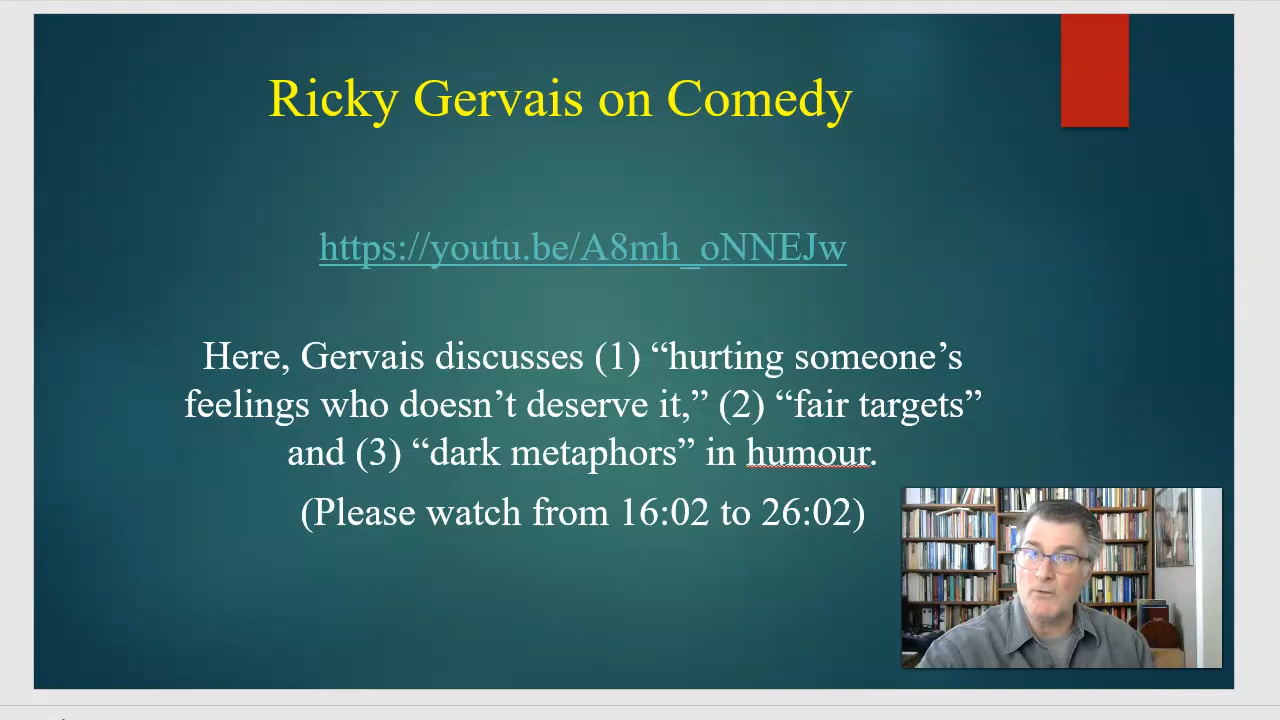 Ricky Gervais on Comedy
https://youtu.be/A8mh_oNNEJw
Here, Gervais discusses (1) “hurting someone’s
feelings who doesn’t deserve it,” (2) “fair targets”
and (3) “dark metaphors” in humour.
(Please watch from 16:02 to 26:02)